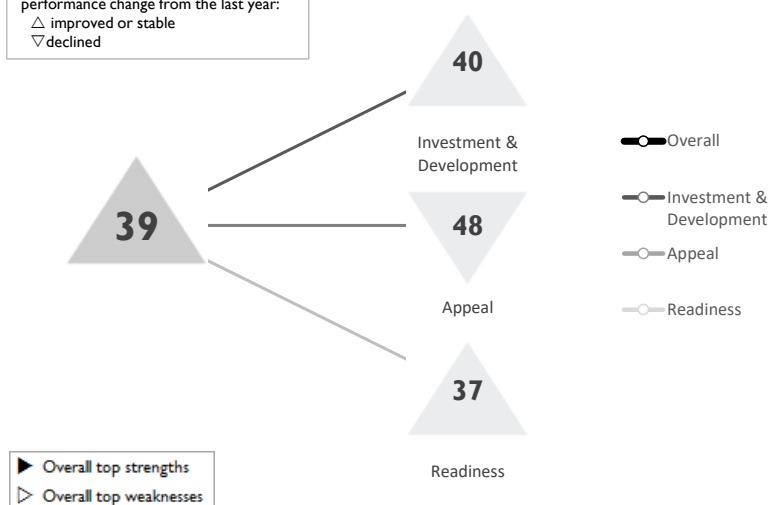 performance change from the last year:
△ improved or stable
▽ declined
40
Investment &
Development
39
48
Appeal
37
Readiness
Overall
Investment &
Development
Appeal
Readiness
▶ Overall top strengths
▷ Overall top weaknesses